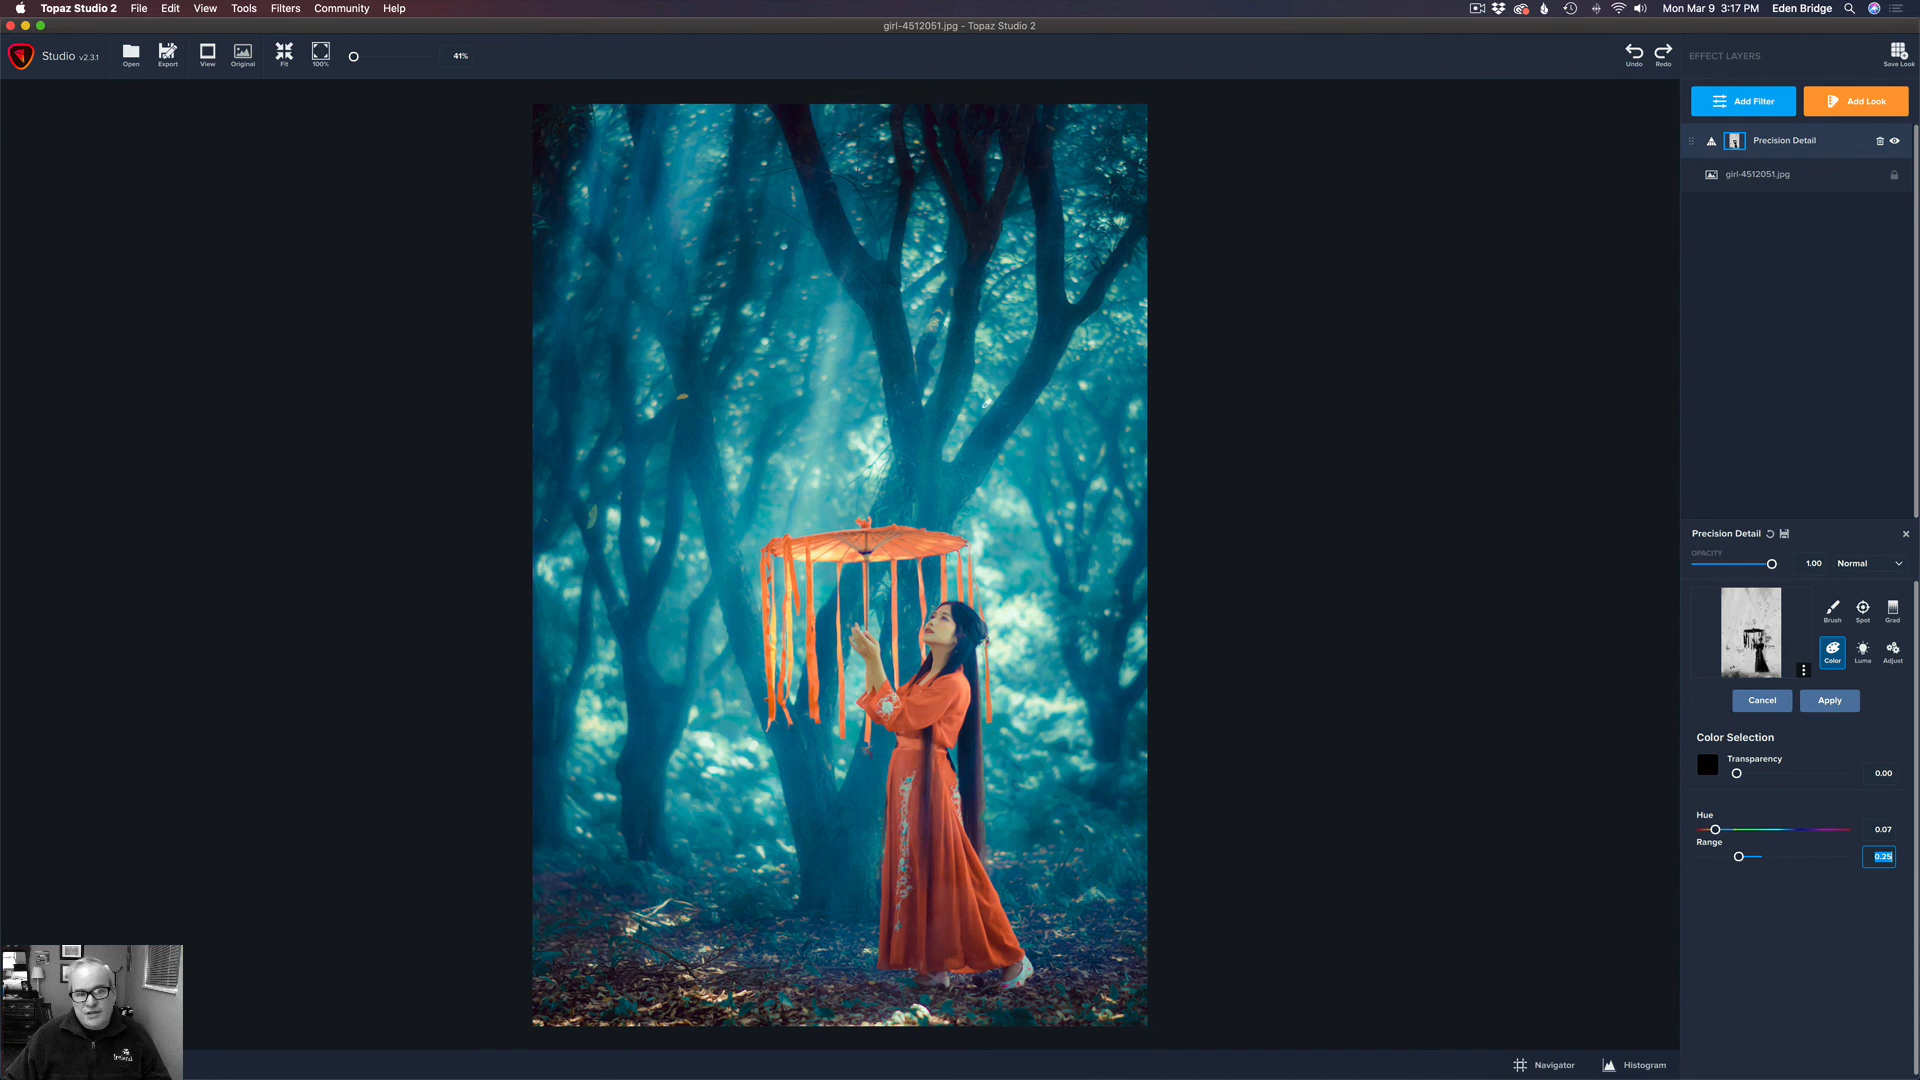 Topaz Studio 2 File Edit View Tools Filters Community Help
Mon Mar 9 3:17 PM Eden Bridge
girl-4512051.jpg - Topaz Studio 2
Studio v2.3.1
Open
Export
View
Original
Fit
100%
41%
Undo
Redo
EFFECT LAYERS
Save Look
Add Filter
Add Look
Precision Detail
girl-4512051.jpg
Precision Detail
OPACITY
1.00
Normal
Brush
Spot
Grad
Color
Luma
Adjust
Cancel
Apply
Color Selection
Transparency
0.00
Hue
0.07
Range
0.25
Navigator
Histogram